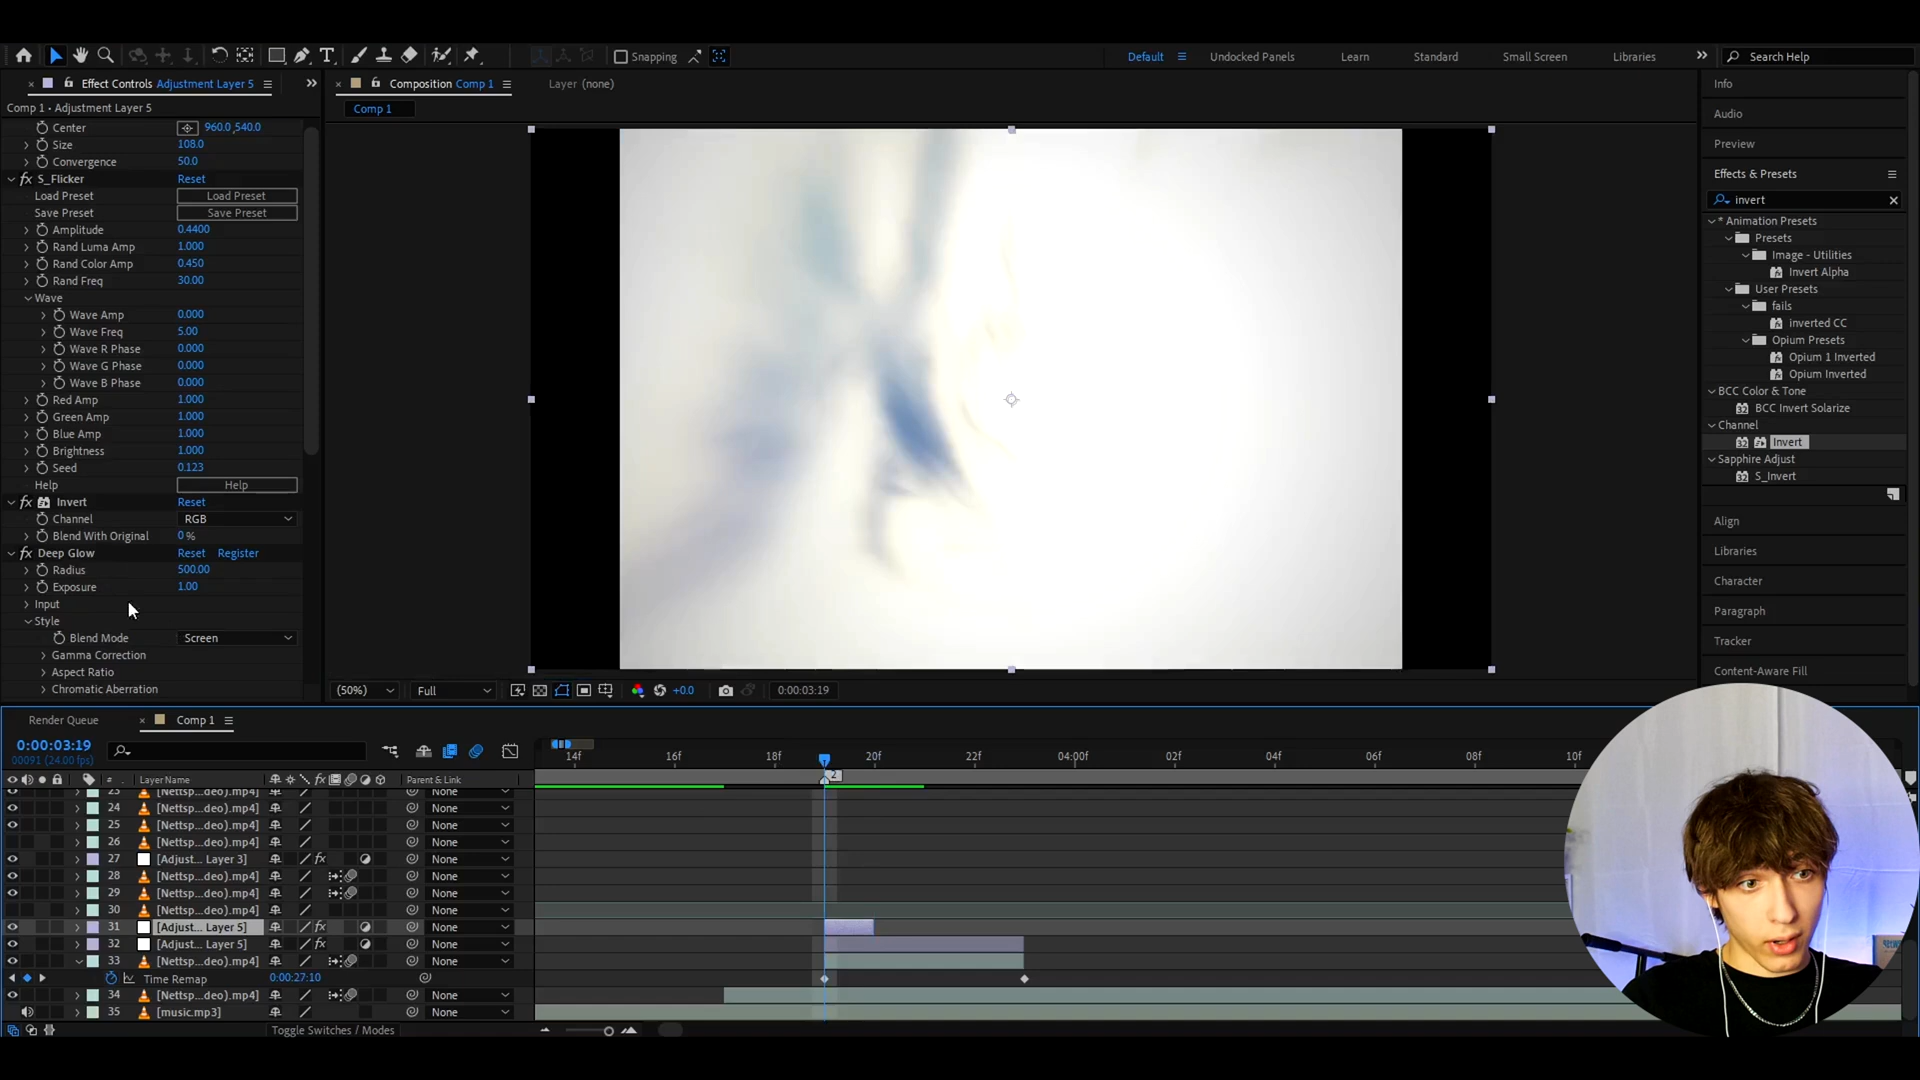 Snapping
Default
Undocked Panels
Learn
Standard
Small Screen
Libraries
Search Help
Effect Controls Adjustment Layer 5
Composition Comp 1
Layer (none)
Comp 1 • Adjustment Layer 5
Comp 1
Center 960.0,540.0
Size 108.0
Convergence 50.0
fx S_Flicker Reset
Load Preset Load Preset
Save Preset Save Preset
Amplitude 0.4400
Rand Luma Amp 1.000
Rand Color Amp 0.450
Rand Freq 30.00
Wave
Wave Amp 0.000
Wave Freq 5.00
Wave R Phase 0.000
Wave G Phase 0.000
Wave B Phase 0.000
Red Amp 1.000
Green Amp 1.000
Blue Amp 1.000
Brightness 1.000
Seed 0.123
Help Help
fx Invert Reset
Channel RGB
Blend With Original 0 %
fx Deep Glow Reset Register
Radius 500.00
Exposure 1.00
Input
Style
Blend Mode Screen
Gamma Correction
Aspect Ratio
Chromatic Aberration
(50%) Full +0.0 0:00:03:19
Info
Audio
Preview
Effects & Presets
invert
* Animation Presets
Presets
Image - Utilities
Invert Alpha
User Presets
fails
inverted CC
Opium Presets
Opium 1 Inverted
Opium Inverted
BCC Color & Tone
32 BCC Invert Solarize
Channel
32 Invert
Sapphire Adjust
32 S_Invert
Align
Libraries
Character
Paragraph
Tracker
Content-Aware Fill
Render Queue
Comp 1
0:00:03:19
00091 (24.00 fps)
14f 16f 18f 20f 22f 04:00f 02f 04f 06f 08f 10f
2
# Layer Name fx Parent & Link
23 [Nettsp...deo].mp4] None
24 [Nettsp...deo).mp4] None
25 [Nettsp...deo).mp4] None
26 [Nettsp...deo).mp4] None
27 [Adjust... Layer 3] fx None
28 [Nettsp...deo).mp4] None
29 [Nettsp...deo).mp4] None
30 [Nettsp...deo).mp4] None
31 [Adjust... Layer 5] fx None
32 [Adjust... Layer 5] fx None
33 [Nettsp...deo).mp4] None
Time Remap 0:00:27:10
34 [Nettsp...deo).mp4] None
35 [music.mp3] None
Toggle Switches / Modes